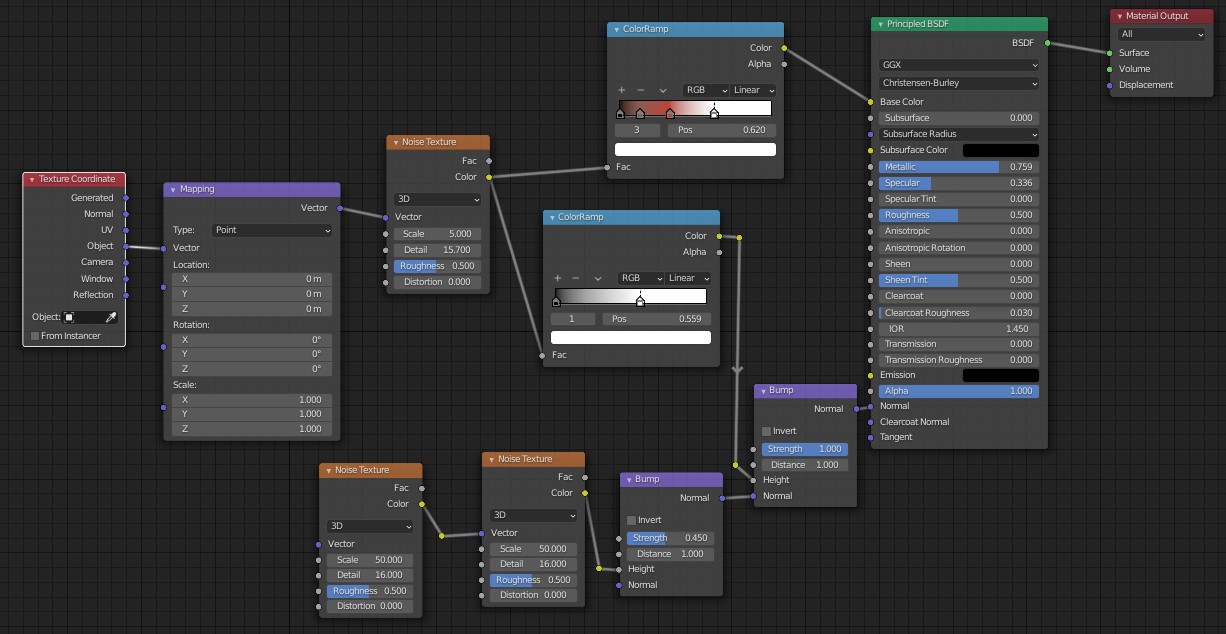 Texture Coordinate
Generated
Normal
UV
Object
Camera
Window
Reflection
Object:
From Instancer
Mapping
Vector
Type: Point
Vector
Location:
X 0 m
Y 0 m
Z 0 m
Rotation:
X 0°
Y 0°
Z 0°
Scale:
X 1.000
Y 1.000
Z 1.000
Noise Texture
Fac
Color
3D
Vector
Scale 5.000
Detail 15.700
Roughness 0.500
Distortion 0.000
ColorRamp
Color
Alpha
+ − RGB Linear
3 Pos 0.620
Fac
ColorRamp
Color
Alpha
+ − RGB Linear
1 Pos 0.559
Fac
Noise Texture
Fac
Color
3D
Vector
Scale 50.000
Detail 16.000
Roughness 0.500
Distortion 0.000
Noise Texture
Fac
Color
3D
Vector
Scale 50.000
Detail 16.000
Roughness 0.500
Distortion 0.000
Bump
Normal
Invert
Strength 0.450
Distance 1.000
Height
Normal
Bump
Normal
Invert
Strength 1.000
Distance 1.000
Height
Normal
Principled BSDF
BSDF
GGX
Christensen-Burley
Base Color
Subsurface 0.000
Subsurface Radius
Subsurface Color
Metallic 0.759
Specular 0.336
Specular Tint 0.000
Roughness 0.500
Anisotropic 0.000
Anisotropic Rotation 0.000
Sheen 0.000
Sheen Tint 0.500
Clearcoat 0.000
Clearcoat Roughness 0.030
IOR 1.450
Transmission 0.000
Transmission Roughness 0.000
Emission
Alpha 1.000
Normal
Clearcoat Normal
Tangent
Material Output
All
Surface
Volume
Displacement